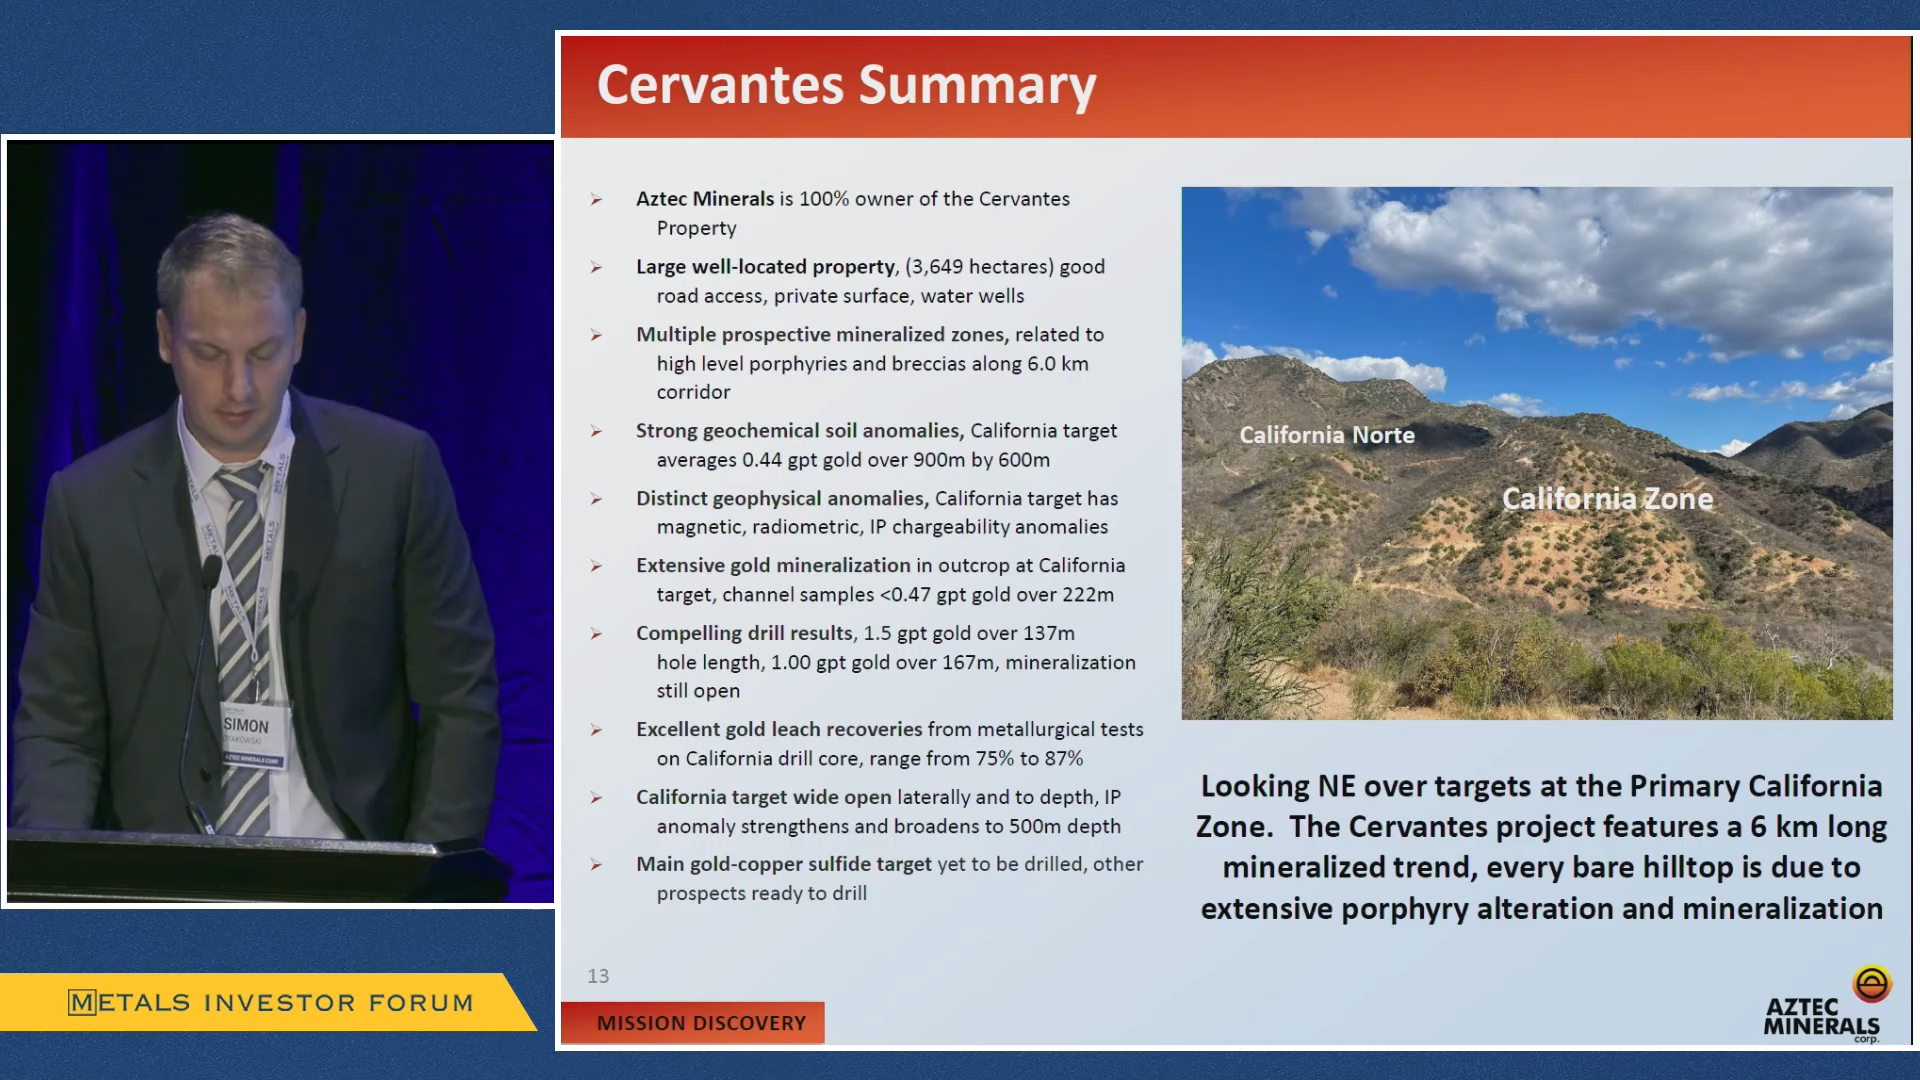 Cervantes Summary
Aztec Minerals is 100% owner of the Cervantes
Property
Large well-located property, (3,649 hectares) good
road access, private surface, water wells
Multiple prospective mineralized zones, related to
high level porphyries and breccias along 6.0 km
corridor
Strong geochemical soil anomalies, California target
averages 0.44 gpt gold over 900m by 600m
Distinct geophysical anomalies, California target has
magnetic, radiometric, IP chargeability anomalies
Extensive gold mineralization in outcrop at California
target, channel samples <0.47 gpt gold over 222m
Compelling drill results, 1.5 gpt gold over 137m
hole length, 1.00 gpt gold over 167m, mineralization
still open
Excellent gold leach recoveries from metallurgical tests
on California drill core, range from 75% to 87%
California target wide open laterally and to depth, IP
anomaly strengthens and broadens to 500m depth
Main gold-copper sulfide target yet to be drilled, other
prospects ready to drill
California Norte
California Zone
Looking NE over targets at the Primary California
Zone. The Cervantes project features a 6 km long
mineralized trend, every bare hilltop is due to
extensive porphyry alteration and mineralization
13
MISSION DISCOVERY
AZTEC
MINERALS
corp.
METALS INVESTOR FORUM
METALS
METALS
METALS
METALS
SIMON
AZTEC MINERALS CORP.